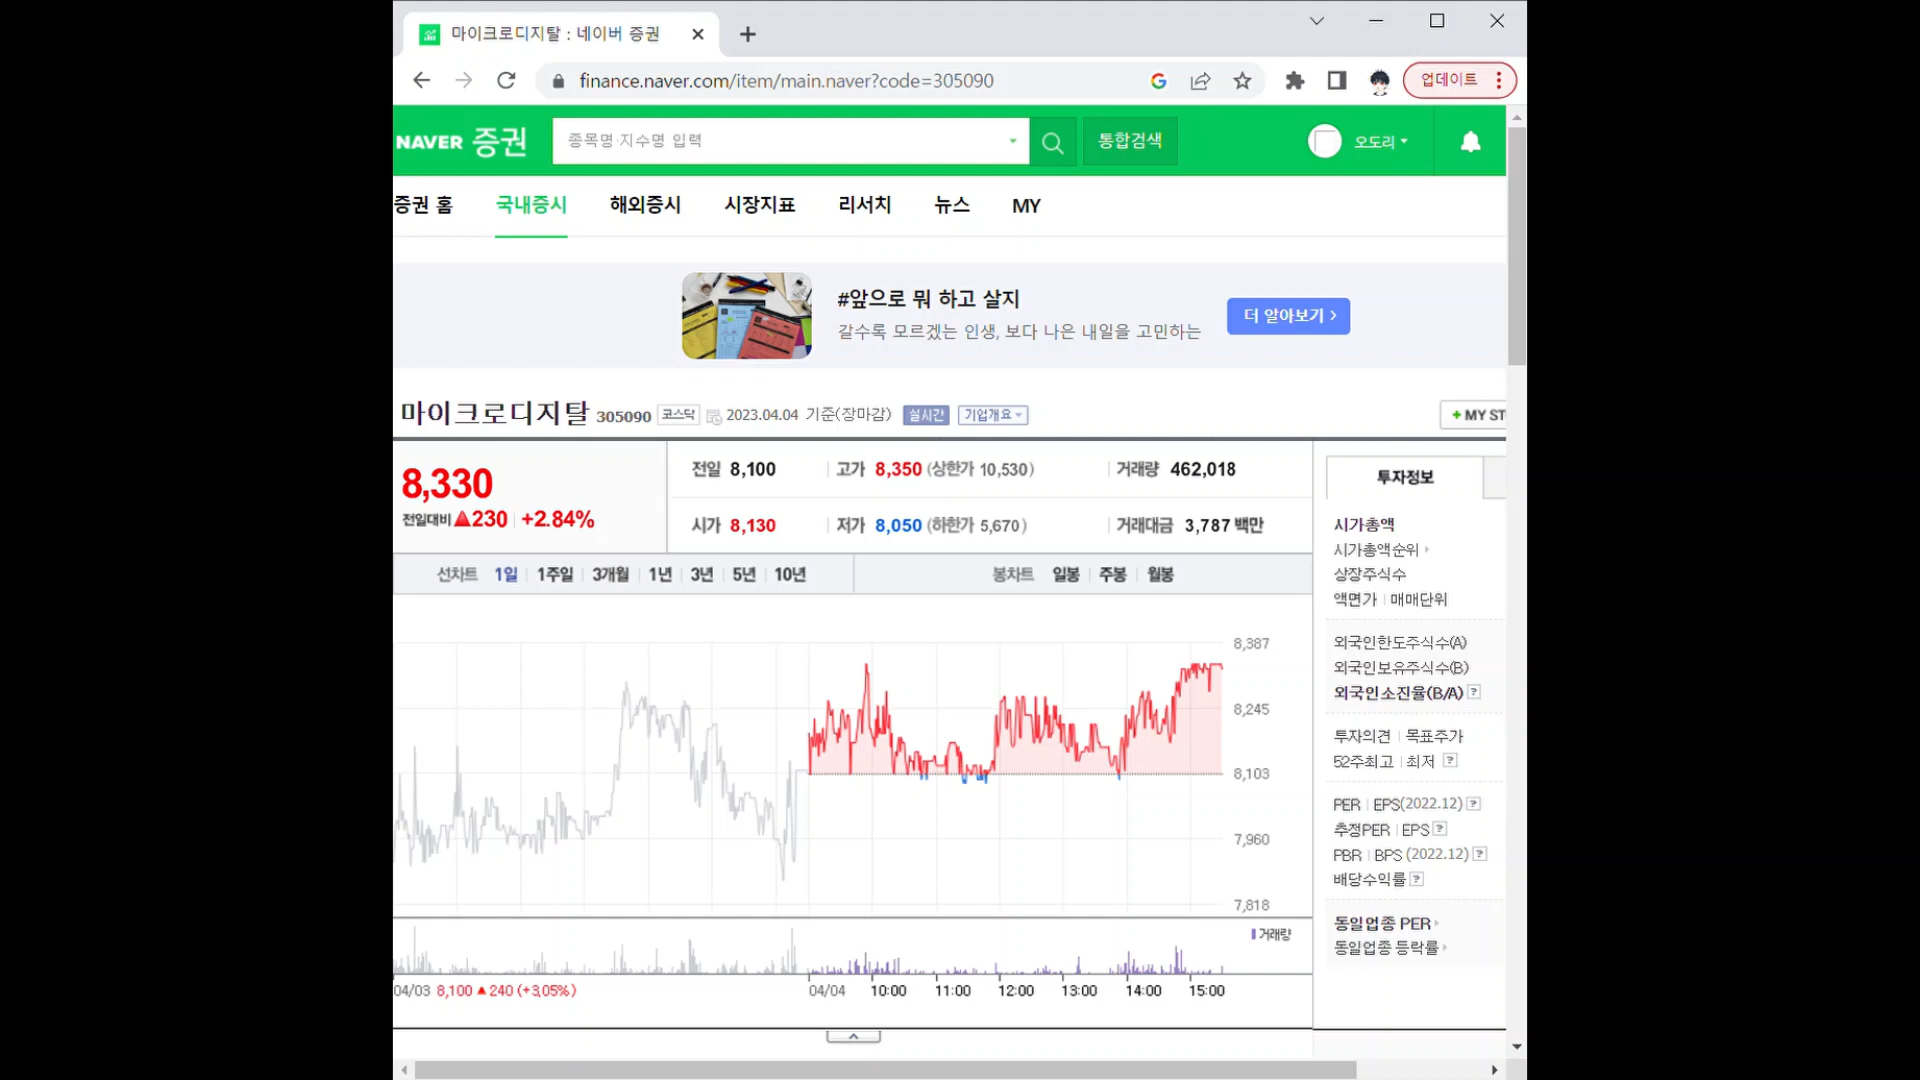 마이크로디지탈 : 네이버 증권
finance.naver.com/item/main.naver?code=305090
업데이트
NAVER 증권
종목명·지수명 입력
통합검색
오도리
증권 홈 국내증시 해외증시 시장지표 리서치 뉴스 MY
#앞으로 뭐 하고 살지
갈수록 모르겠는 인생, 보다 나은 내일을 고민하는
더 알아보기 >
마이크로디지탈 305090 코스닥 2023.04.04 기준(장마감) 실시간 기업개요
+ MY ST
8,330
전일대비 ▲230 +2.84%
전일 8,100 고가 8,350 (상한가 10,530) 거래량 462,018
시가 8,130 저가 8,050 (하한가 5,670) 거래대금 3,787 백만
선차트 1일 1주일 3개월 1년 3년 5년 10년 봉차트 일봉 주봉 월봉
8,387
8,245
8,103
7,960
7,818
거래량
04/03 8,100 ▲240 (+3,05%)
04/04 10:00 11:00 12:00 13:00 14:00 15:00
투자정보
시가총액
시가총액순위
상장주식수
액면가 | 매매단위
외국인한도주식수(A)
외국인보유주식수(B)
외국인소진율(B/A) ?
투자의견 | 목표주가
52주최고 | 최저 ?
PER | EPS(2022.12) ?
추정PER | EPS ?
PBR | BPS (2022.12) ?
배당수익률 ?
동일업종 PER
동일업종 등락률